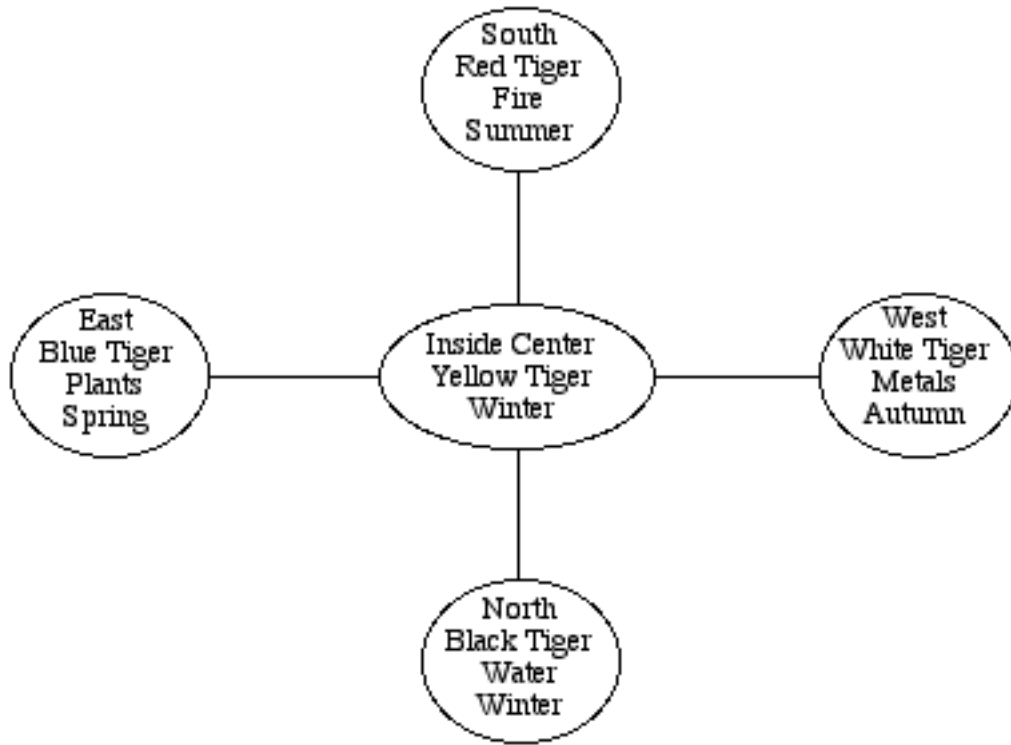 South
Red Tiger
Fire
Summer
East
Blue Tiger
Plants
Spring
Inside Center
Yellow Tiger
Winter
West
White Tiger
Metals
Autumn
North
Black Tiger
Water
Winter